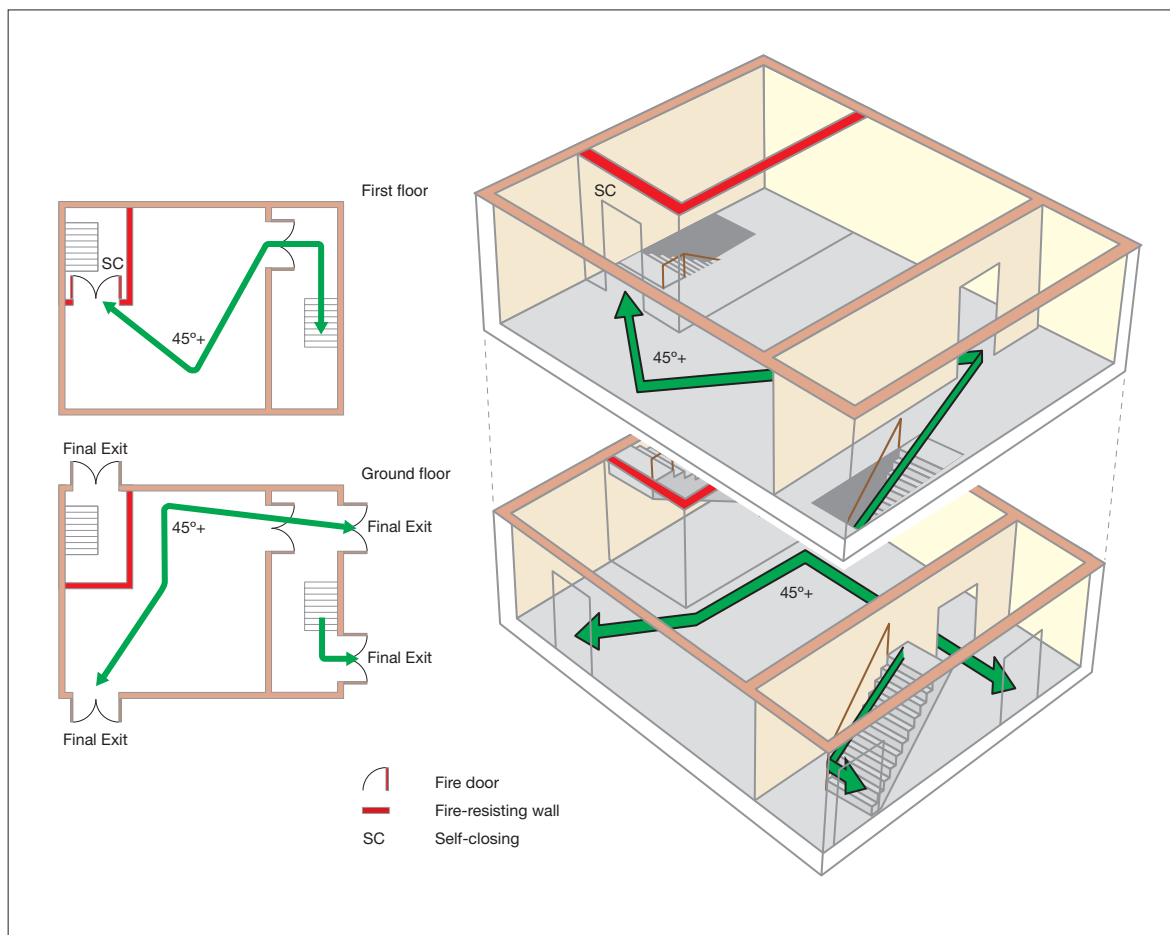 First floor
SC
45º+
Final Exit
Ground floor
45º+
Final Exit
Final Exit
Final Exit
SC
45º+
45º+
Fire door
Fire-resisting wall
SC Self-closing